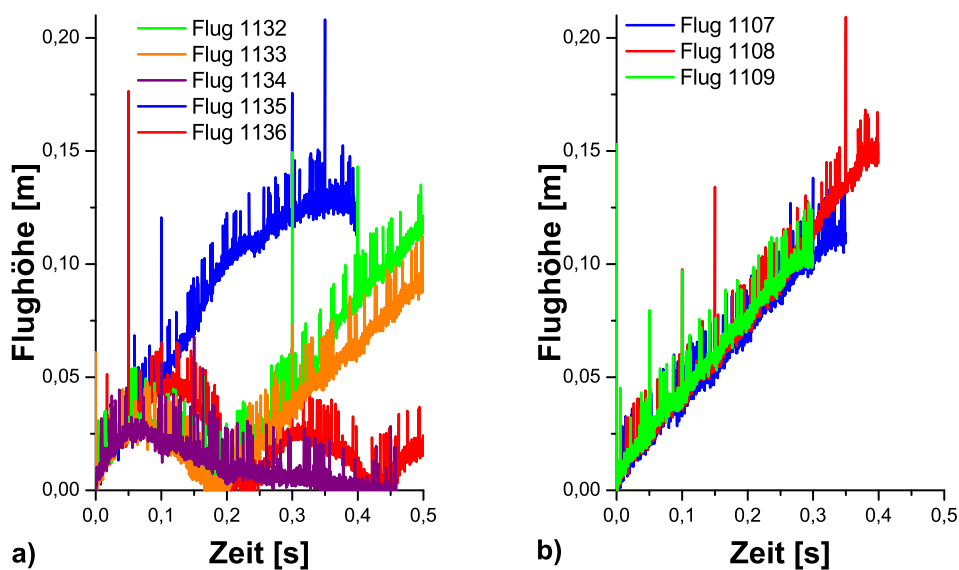 0,20
0,15
0,10
0,05
0,00
Flughöhe [m]
Flug 1132
Flug 1133
Flug 1134
Flug 1135
Flug 1136
0,0 0,1 0,2 0,3 0,4 0,5
a) Zeit [s]
0,20
0,15
0,10
0,05
0,00
Flughöhe [m]
Flug 1107
Flug 1108
Flug 1109
0,0 0,1 0,2 0,3 0,4 0,5
b) Zeit [s]